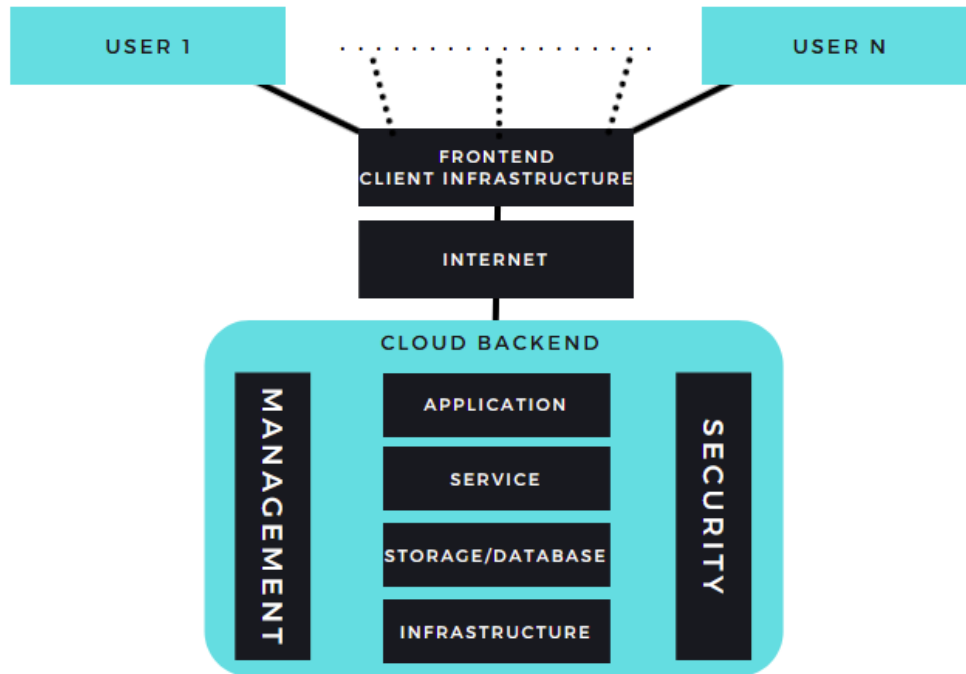 USER 1
USER N
FRONTEND
CLIENT INFRASTRUCTURE
INTERNET
CLOUD BACKEND
MANAGEMENT
APPLICATION
SERVICE
STORAGE/DATABASE
INFRASTRUCTURE
SECURITY